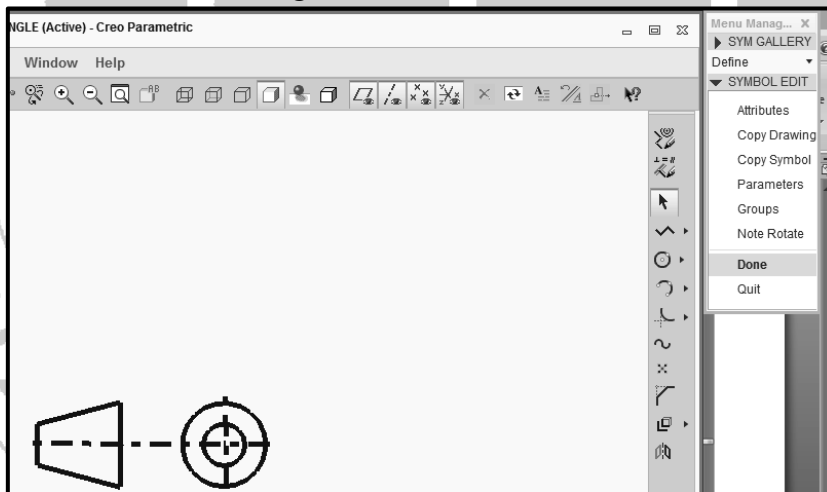 NGLE (Active) - Creo Parametric
Window Help
Menu Manag...
SYM GALLERY
Define
SYMBOL EDIT
Attributes
Copy Drawing
Copy Symbol
Parameters
Groups
Note Rotate
Done
Quit